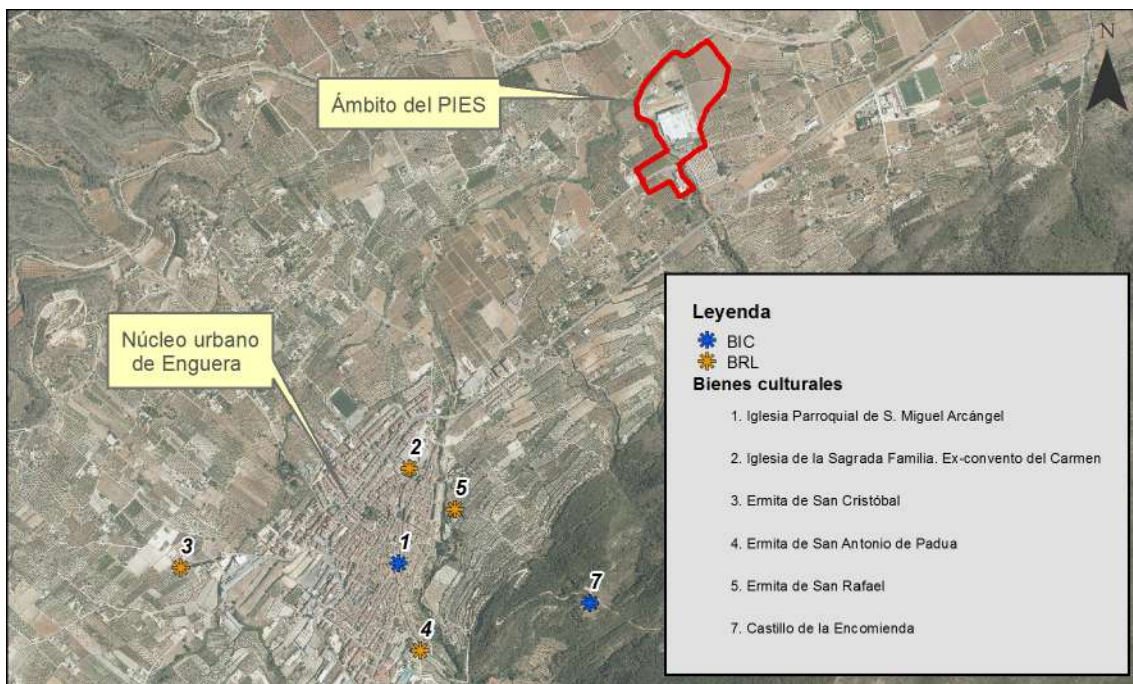 N
Ámbito del PIES
Núcleo urbano
de Enguera
2
5
1
3
7
4
Leyenda
BIC
BRL
Bienes culturales
1. Iglesia Parroquial de S. Miguel Arcángel
2. Iglesia de la Sagrada Familia. Ex-convento del Carmen
3. Ermita de San Cristóbal
4. Ermita de San Antonio de Padua
5. Ermita de San Rafael
7. Castillo de la Encomienda